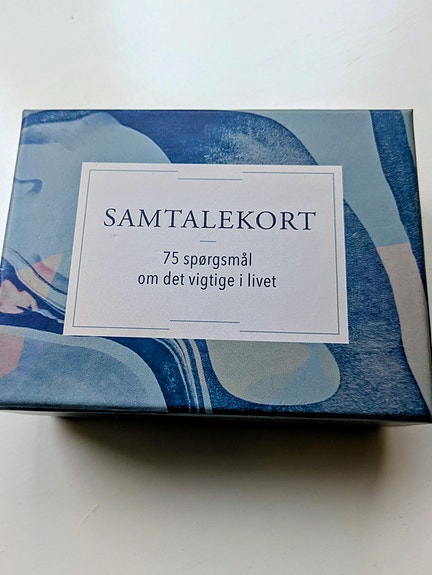 SAMTALEKORT
75 spørgsmål
om det vigtige i livet